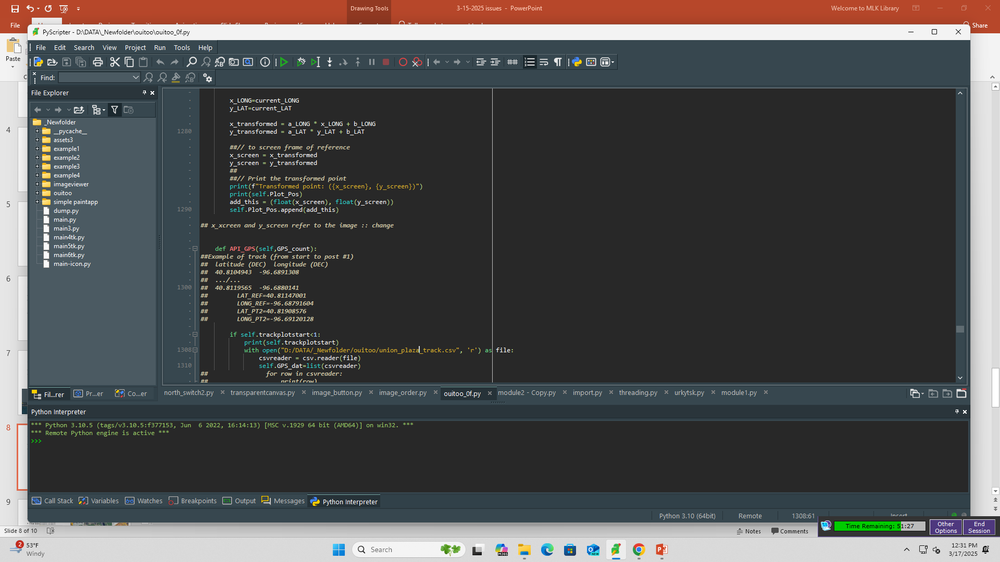 Drawing Tools
3-15-2025 issues - PowerPoint
Welcome to MLK Library
File
Share
Paste
PyScripter - D:\DATA\_Newfolder\ouitoo\ouitoo_0f.py
File Edit Search View Project Run Tools Help
Find:
File Explorer
_Newfolder
__pycache__
assets3
example1
example2
example3
example4
imageviewer
ouitoo
simple paintapp
dump.py
main.py
main3.py
main4tk.py
main5tk.py
main6tk.py
main-icon.py
Fil...rer Pr...er Co...er
x_LONG=current_LONG
y_LAT=current_LAT
x_transformed = a_LONG * x_LONG + b_LONG
1280 y_transformed = a_LAT * y_LAT + b_LAT
##// to screen frame of reference
x_screen = x_transformed
y_screen = y_transformed
##
##// Print the transformed point
print(f"Transformed point: ({x_screen}, {y_screen})")
print(self.Plot_Pos)
add_this = (float(x_screen), float(y_screen))
1290 self.Plot_Pos.append(add_this)
## x_xcreen and y_screen refer to the image :: change
def API_GPS(self,GPS_count):
##Example of track (from start to post #1)
## latitude (DEC) longitude (DEC)
## 40.8104943 -96.6891308
## .../...
1300 ## 40.8119565 -96.6880141
## LAT_REF=40.81147001
## LONG_REF=-96.68791604
## LAT_PT2=40.81908576
## LONG_PT2=-96.69120128
if self.trackplotstart<1:
print(self.trackplotstart)
1308 with open("D:/DATA/_Newfolder/ouitoo/union_plaza_track.csv", 'r') as file:
csvreader = csv.reader(file)
1310 self.GPS_dat=list(csvreader)
## for row in csvreader:
## print(row)
north_switch2.py transparentcanvas.py image_button.py image_order.py ouitoo_0f.py module2 - Copy.py import.py threading.py urkytsk.py module1.py
Python Interpreter
*** Python 3.10.5 (tags/v3.10.5:f377153, Jun 6 2022, 16:14:13) [MSC v.1929 64 bit (AMD64)] on win32. ***
*** Remote Python engine is active ***
>>>
Call Stack Variables Watches Breakpoints Output Messages Python Interpreter
Python 3.10 (64bit) Remote 1308:61 Insert
4
5
6
7
8
9
Slide 8 of 10
Notes Comments
Time Remaining: 51:27
Other Options
End Session
2
53°F
Windy
Search
M365
NEW
12:31 PM
3/17/2025